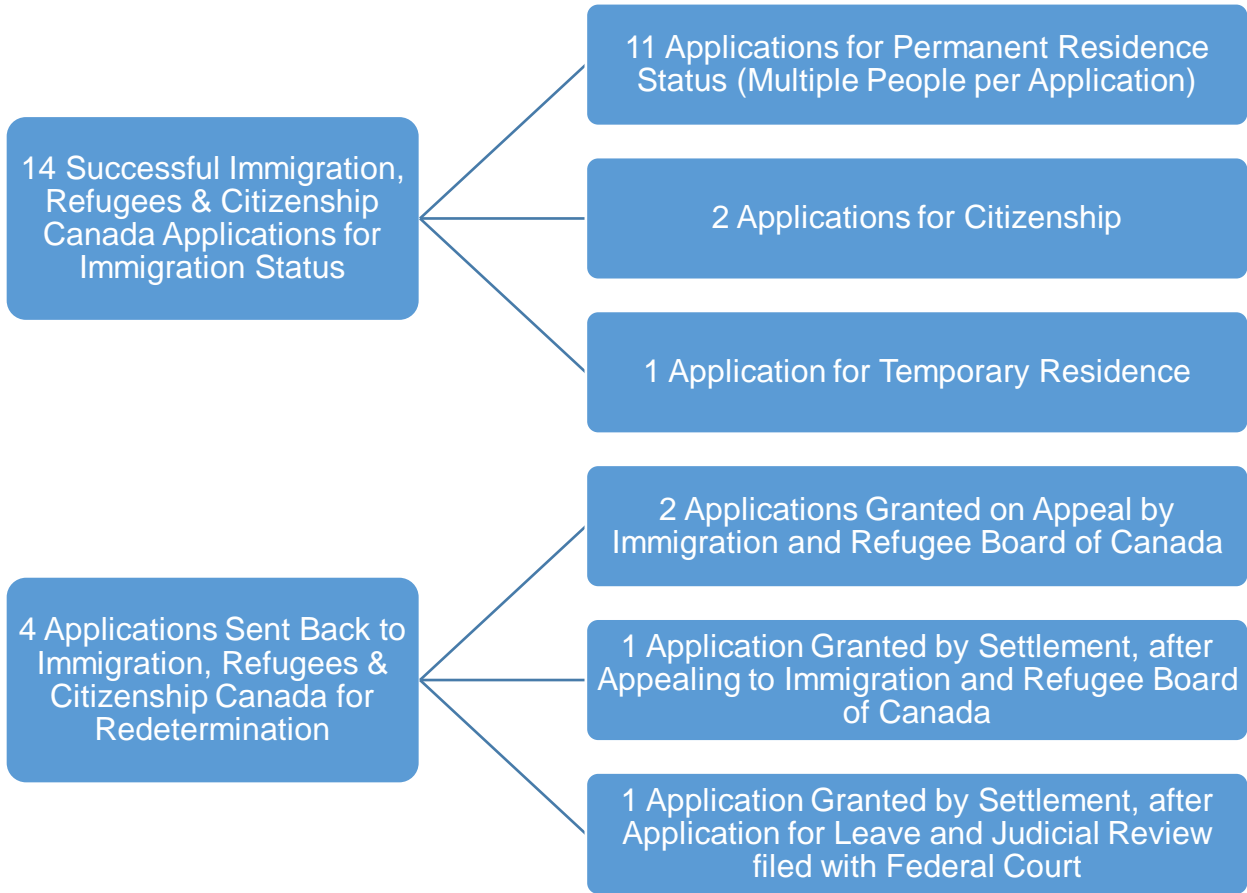 14 Successful Immigration,
Refugees & Citizenship
Canada Applications for
Immigration Status
11 Applications for Permanent Residence
Status (Multiple People per Application)
2 Applications for Citizenship
1 Application for Temporary Residence
4 Applications Sent Back to
Immigration, Refugees &
Citizenship Canada for
Redetermination
2 Applications Granted on Appeal by
Immigration and Refugee Board of Canada
1 Application Granted by Settlement, after
Appealing to Immigration and Refugee Board
of Canada
1 Application Granted by Settlement, after
Application for Leave and Judicial Review
filed with Federal Court